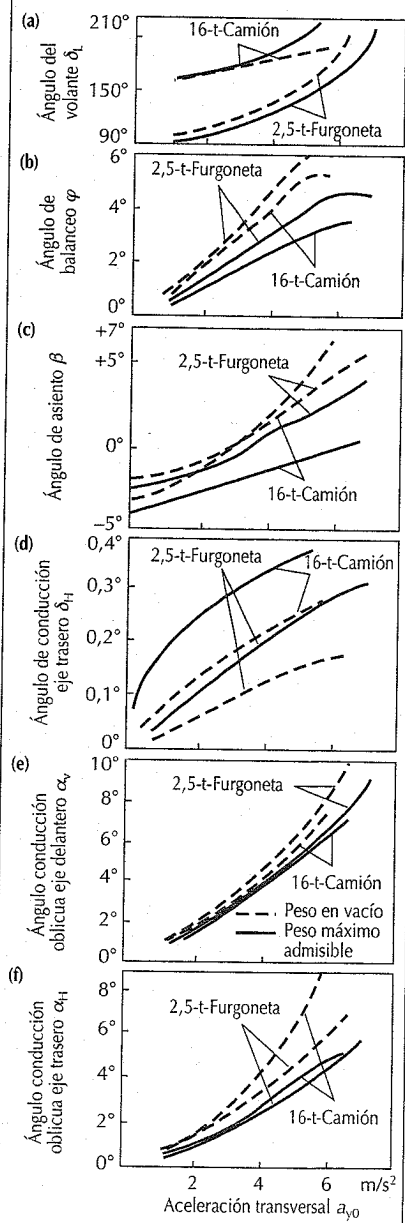 (a)
Ángulo del
volante δL
210°
150°
90°
16-t-Camión
2,5-t-Furgoneta
(b)
Ángulo de
balanceo φ
6°
4°
2°
0°
2,5-t-Furgoneta
16-t-Camión
(c)
Ángulo de asiento β
+7°
+5°
0°
−5°
2,5-t-Furgoneta
16-t-Camión
(d)
Ángulo de conducción
eje trasero δH
0,4°
0,3°
0,2°
0,1°
0°
2,5-t-Furgoneta
16-t-Camión
(e)
Ángulo conducción
oblicua eje delantero αv
10°
8°
6°
4°
2°
0°
2,5-t-Furgoneta
16-t-Camión
Peso en vacío
Peso máximo
admisible
(f)
Ángulo conducción
oblicua eje trasero αH
8°
6°
4°
2°
0°
2,5-t-Furgoneta
16-t-Camión
2 4 6 m/s²
Aceleración transversal ay0